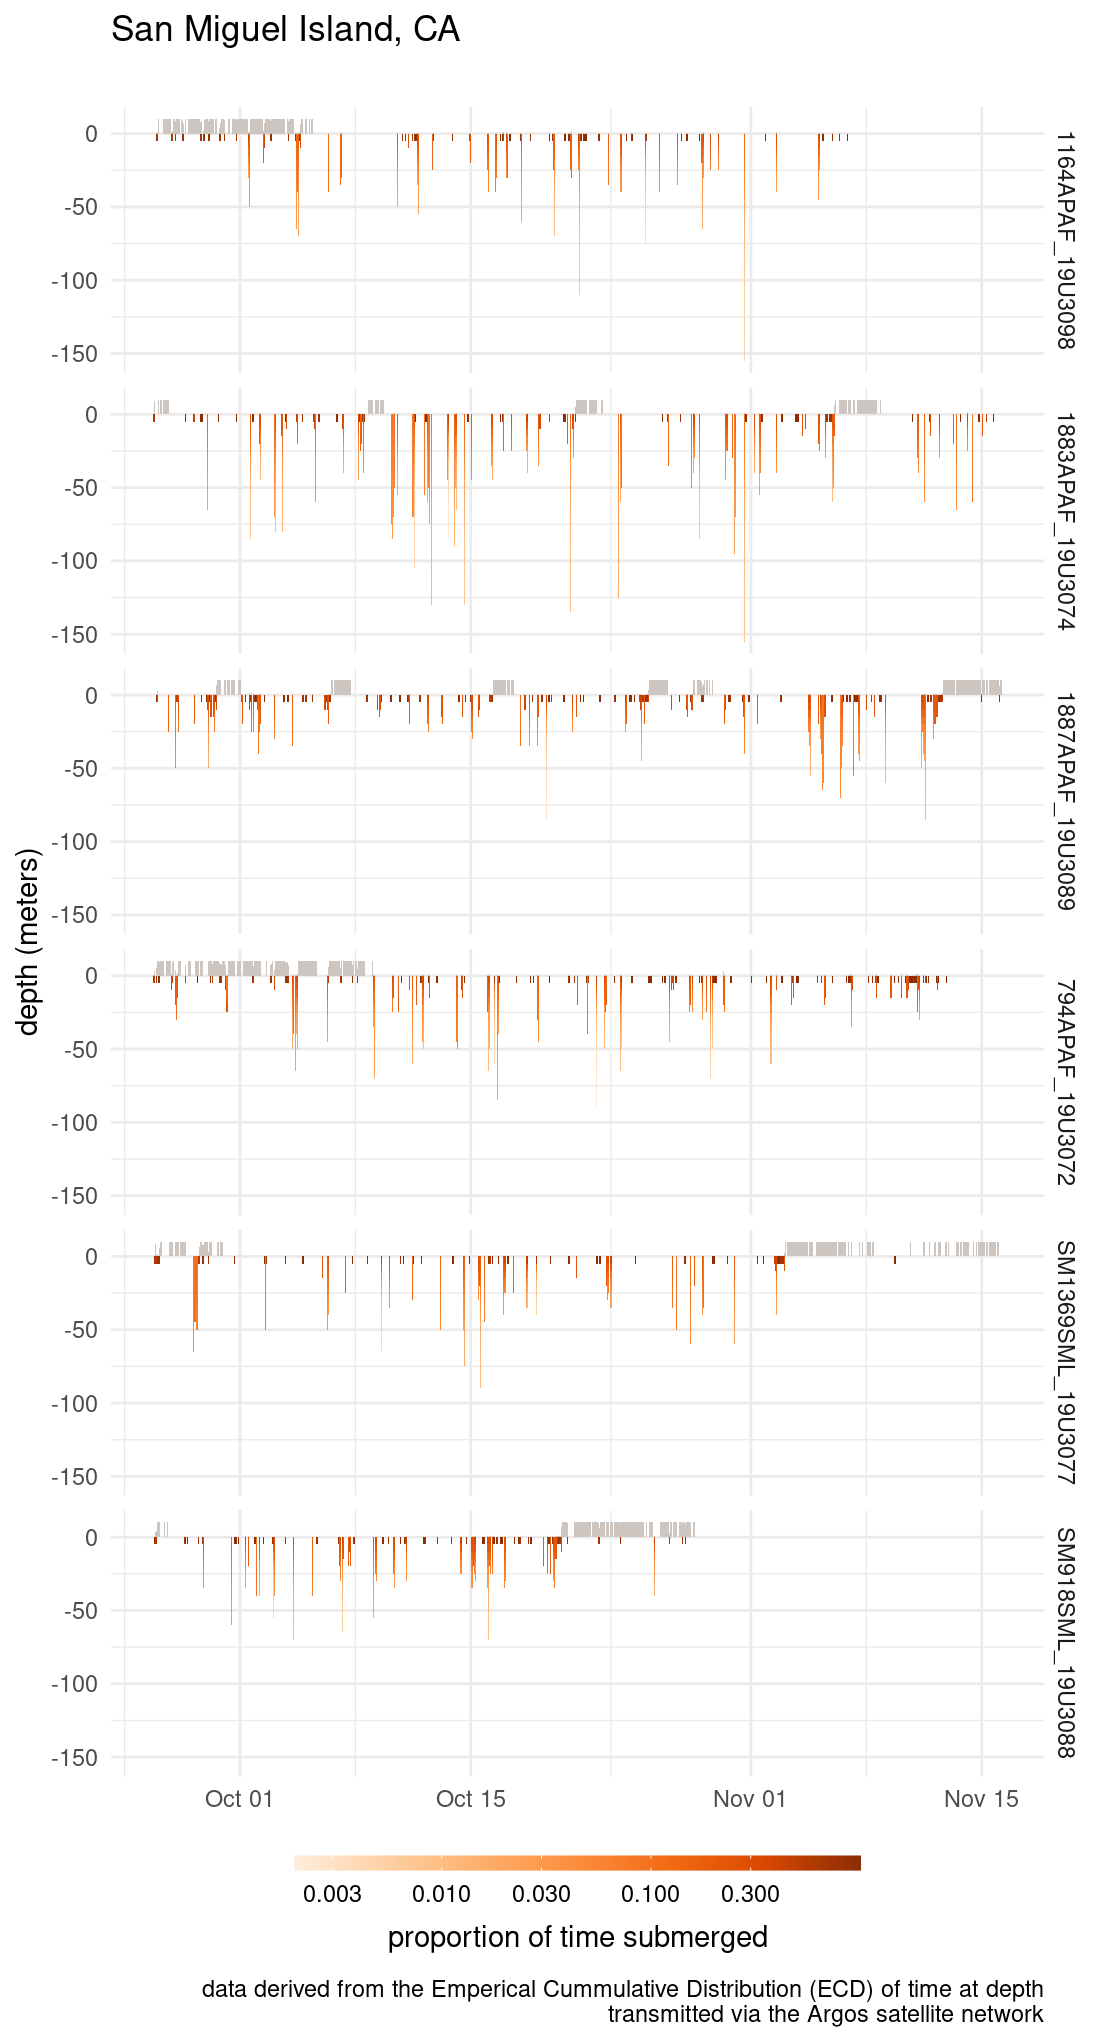 San Miguel Island, CA
0
-50
-100
-150
1164APAF_19U3098
0
-50
-100
-150
1883APAF_19U3074
0
-50
-100
-150
1887APAF_19U3089
depth (meters)
0
-50
-100
-150
794APAF_19U3072
0
-50
-100
-150
SM1369SML_19U3077
0
-50
-100
-150
SM918SML_19U3088
Oct 01 Oct 15 Nov 01 Nov 15
0.003 0.010 0.030 0.100 0.300
proportion of time submerged
data derived from the Emperical Cummulative Distribution (ECD) of time at depth
transmitted via the Argos satellite network